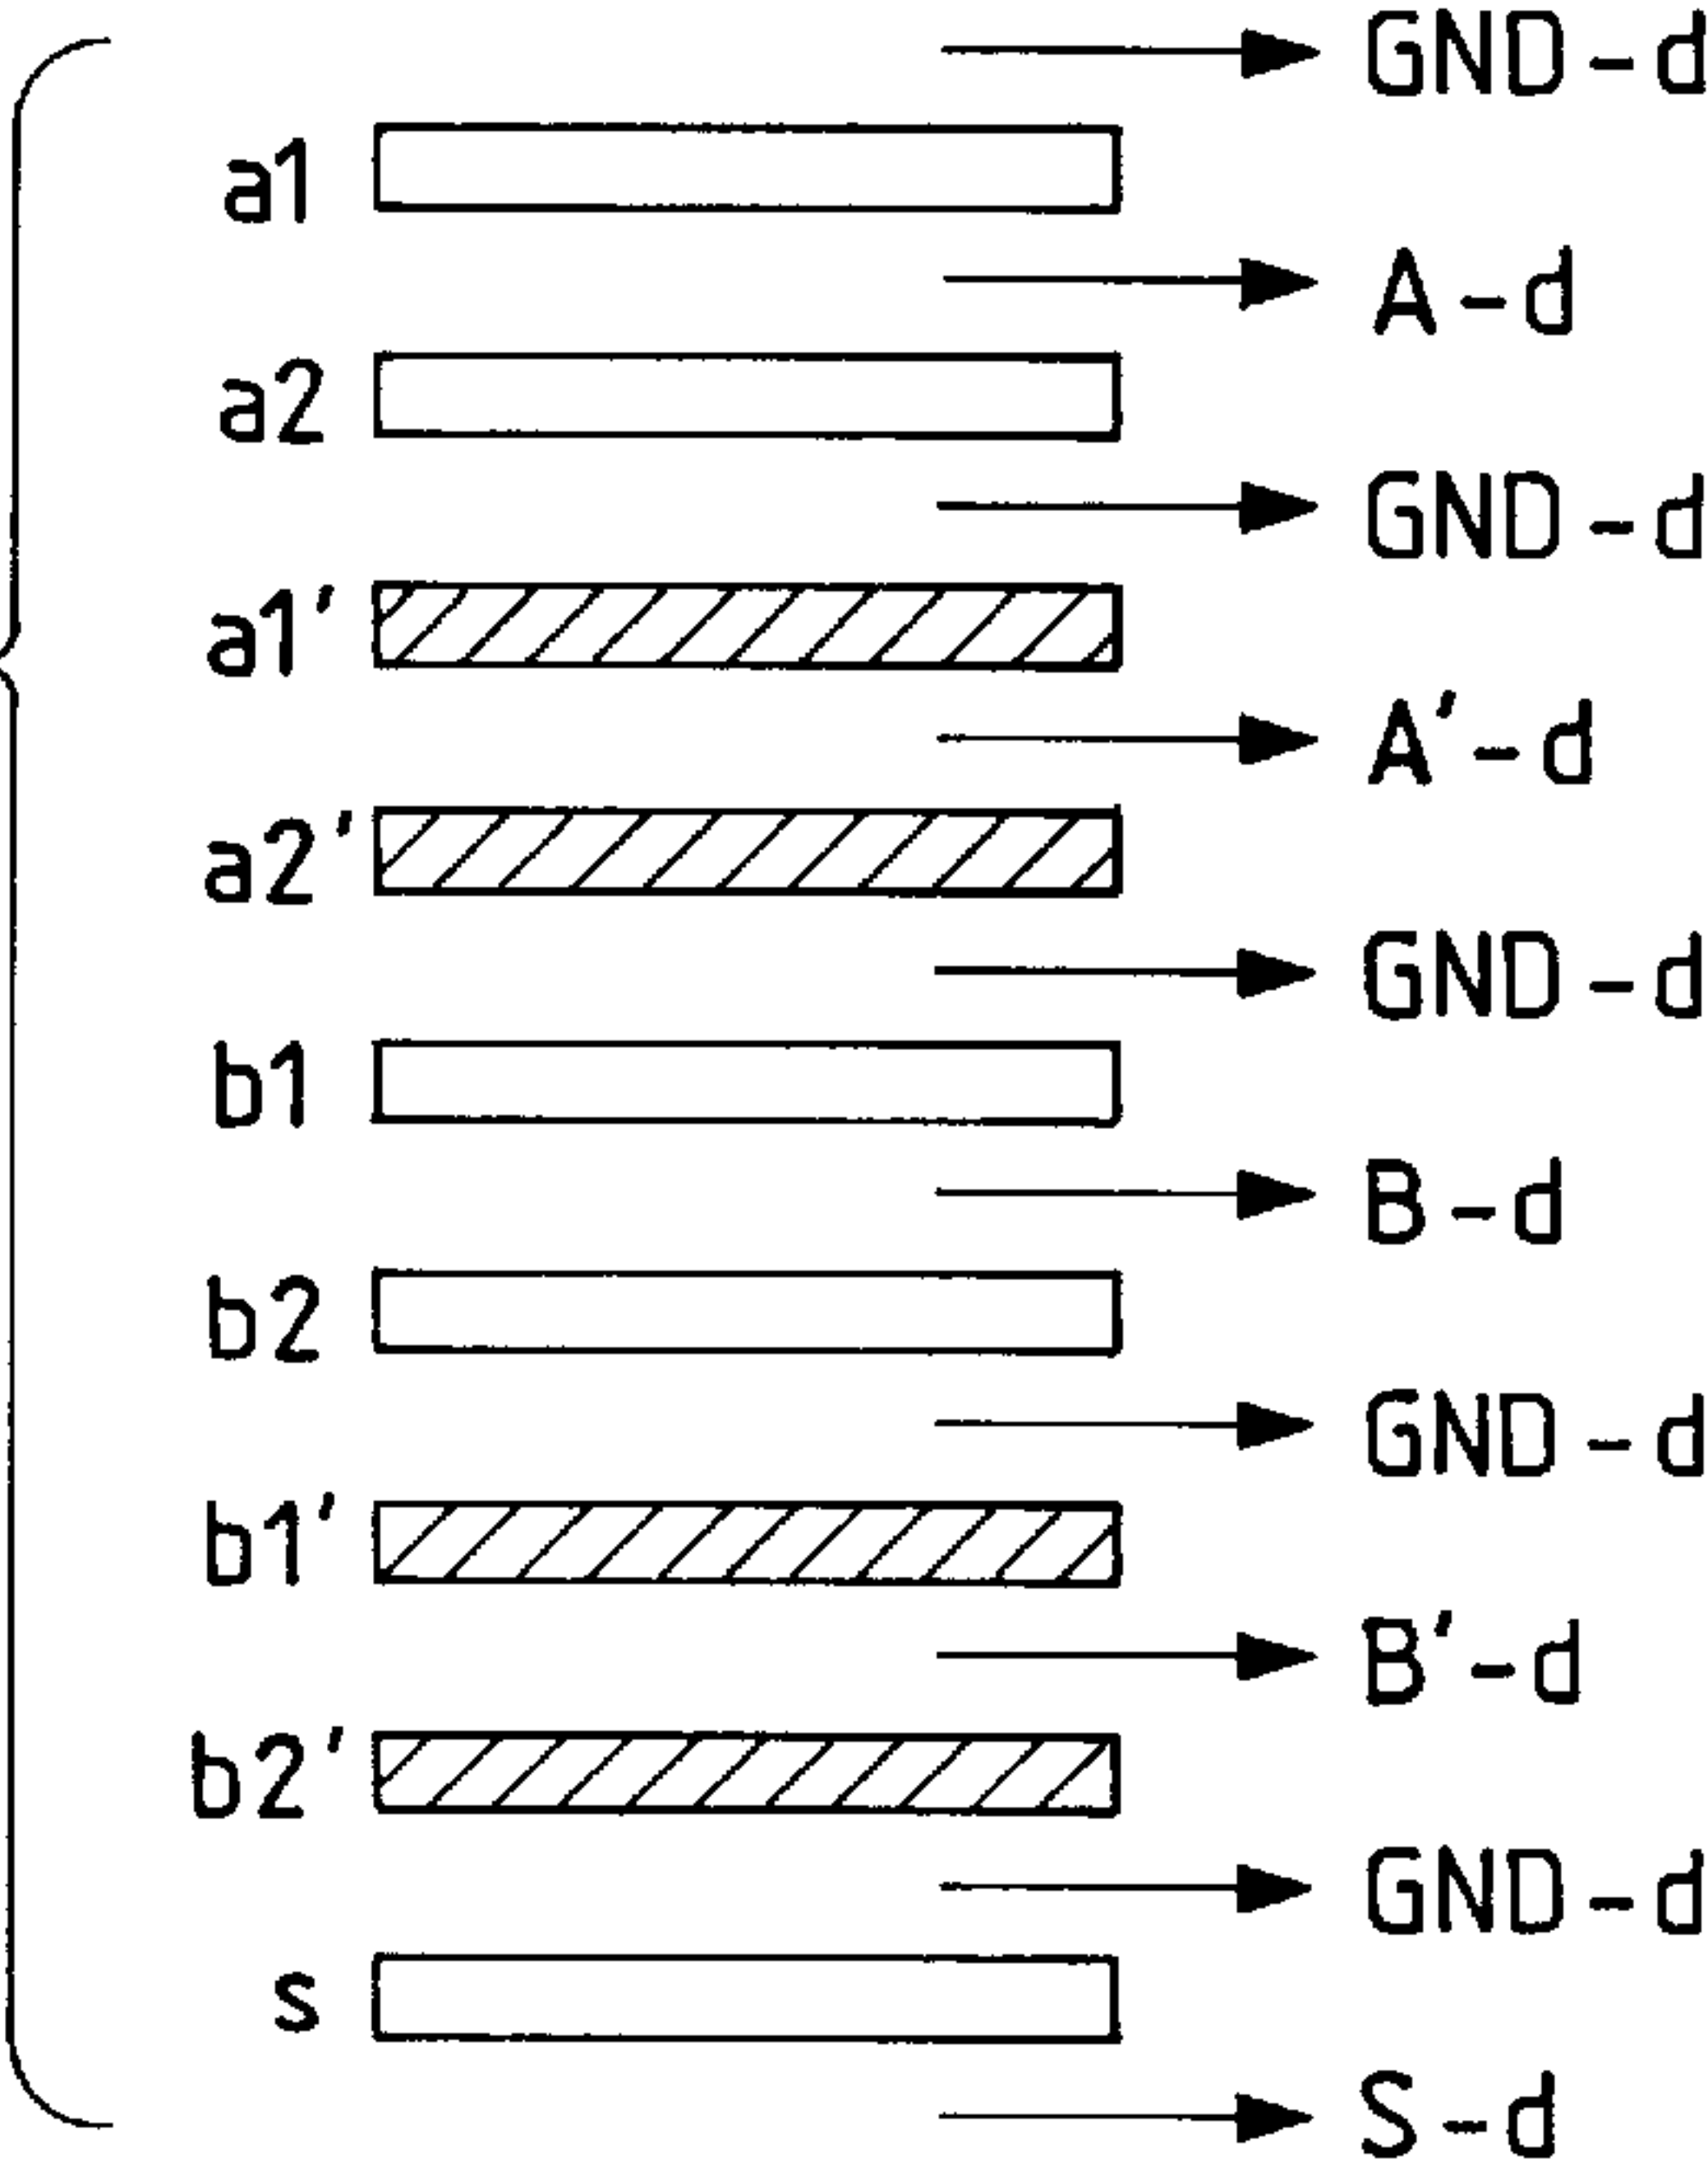 GND-d
a1
A-d
a2
GND-d
a1'
A'-d
a2'
GND-d
b1
B-d
b2
GND-d
b1'
B'-d
b2'
GND-d
s
S-d